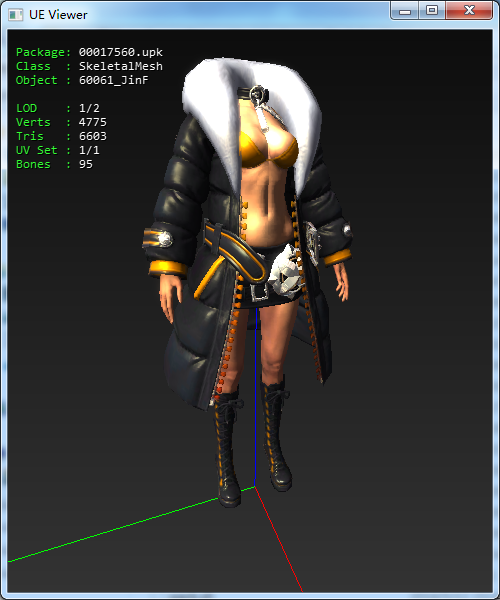 UE Viewer
Package: 00017560.upk
Class : SkeletalMesh
Object : 60061_JinF
LOD : 1/2
Verts : 4775
Tris : 6603
UV Set : 1/1
Bones : 95